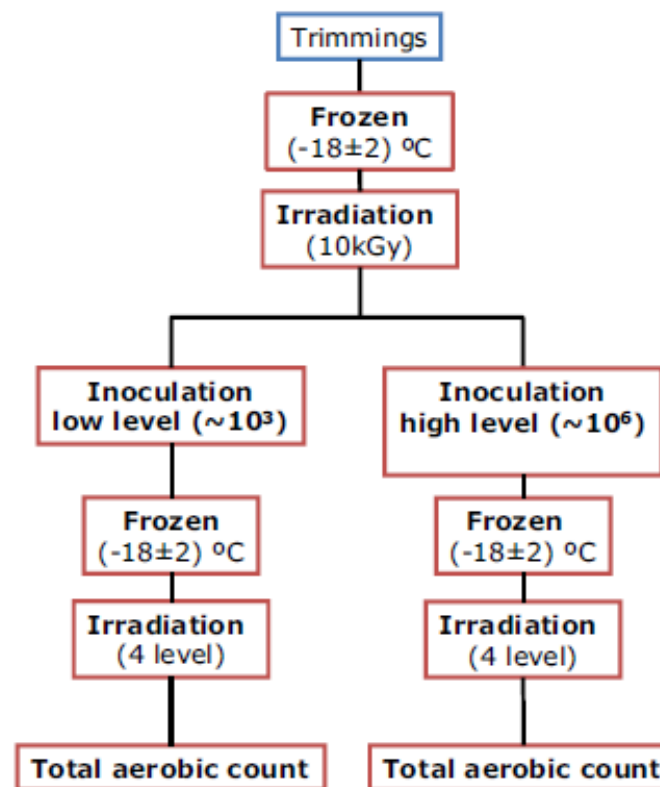 Trimmings
Frozen
(-18±2) ºC
Irradiation
(10kGy)
Inoculation
low level (~10³)
Inoculation
high level (~10⁶)
Frozen
(-18±2) ºC
Frozen
(-18±2) ºC
Irradiation
(4 level)
Irradiation
(4 level)
Total aerobic count
Total aerobic count